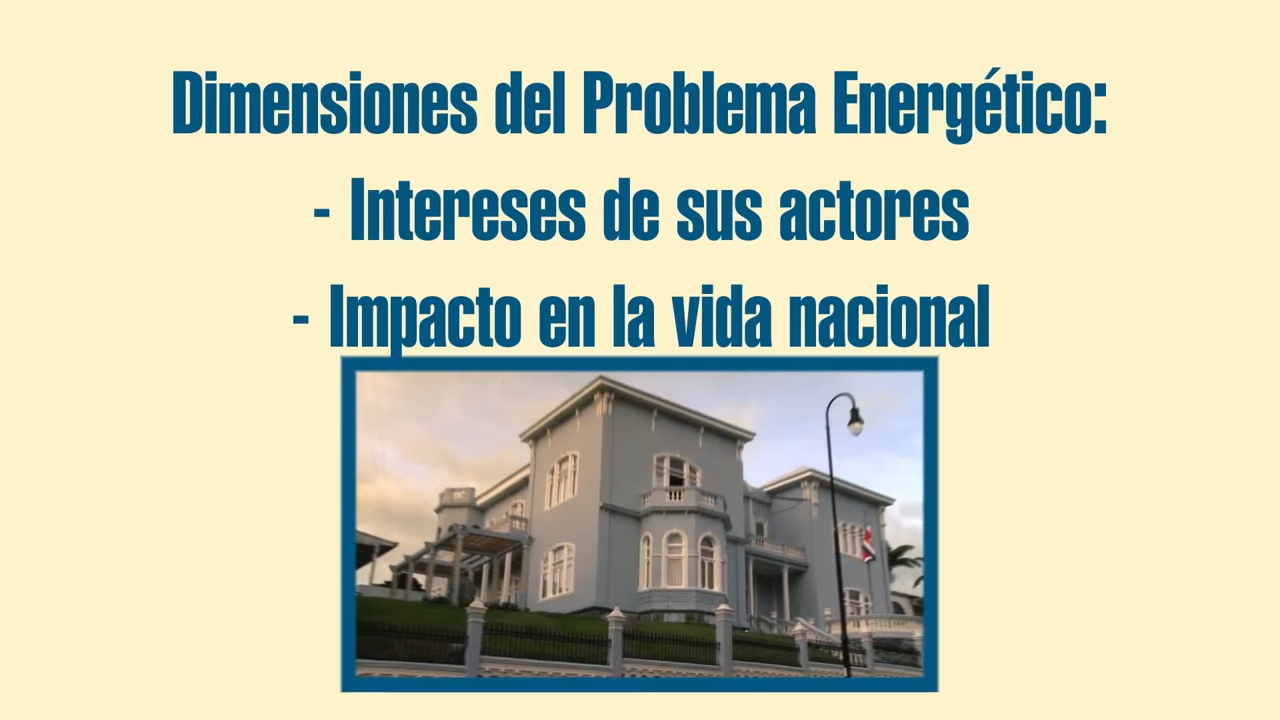 Dimensiones del Problema Energético:
- Intereses de sus actores
- Impacto en la vida nacional